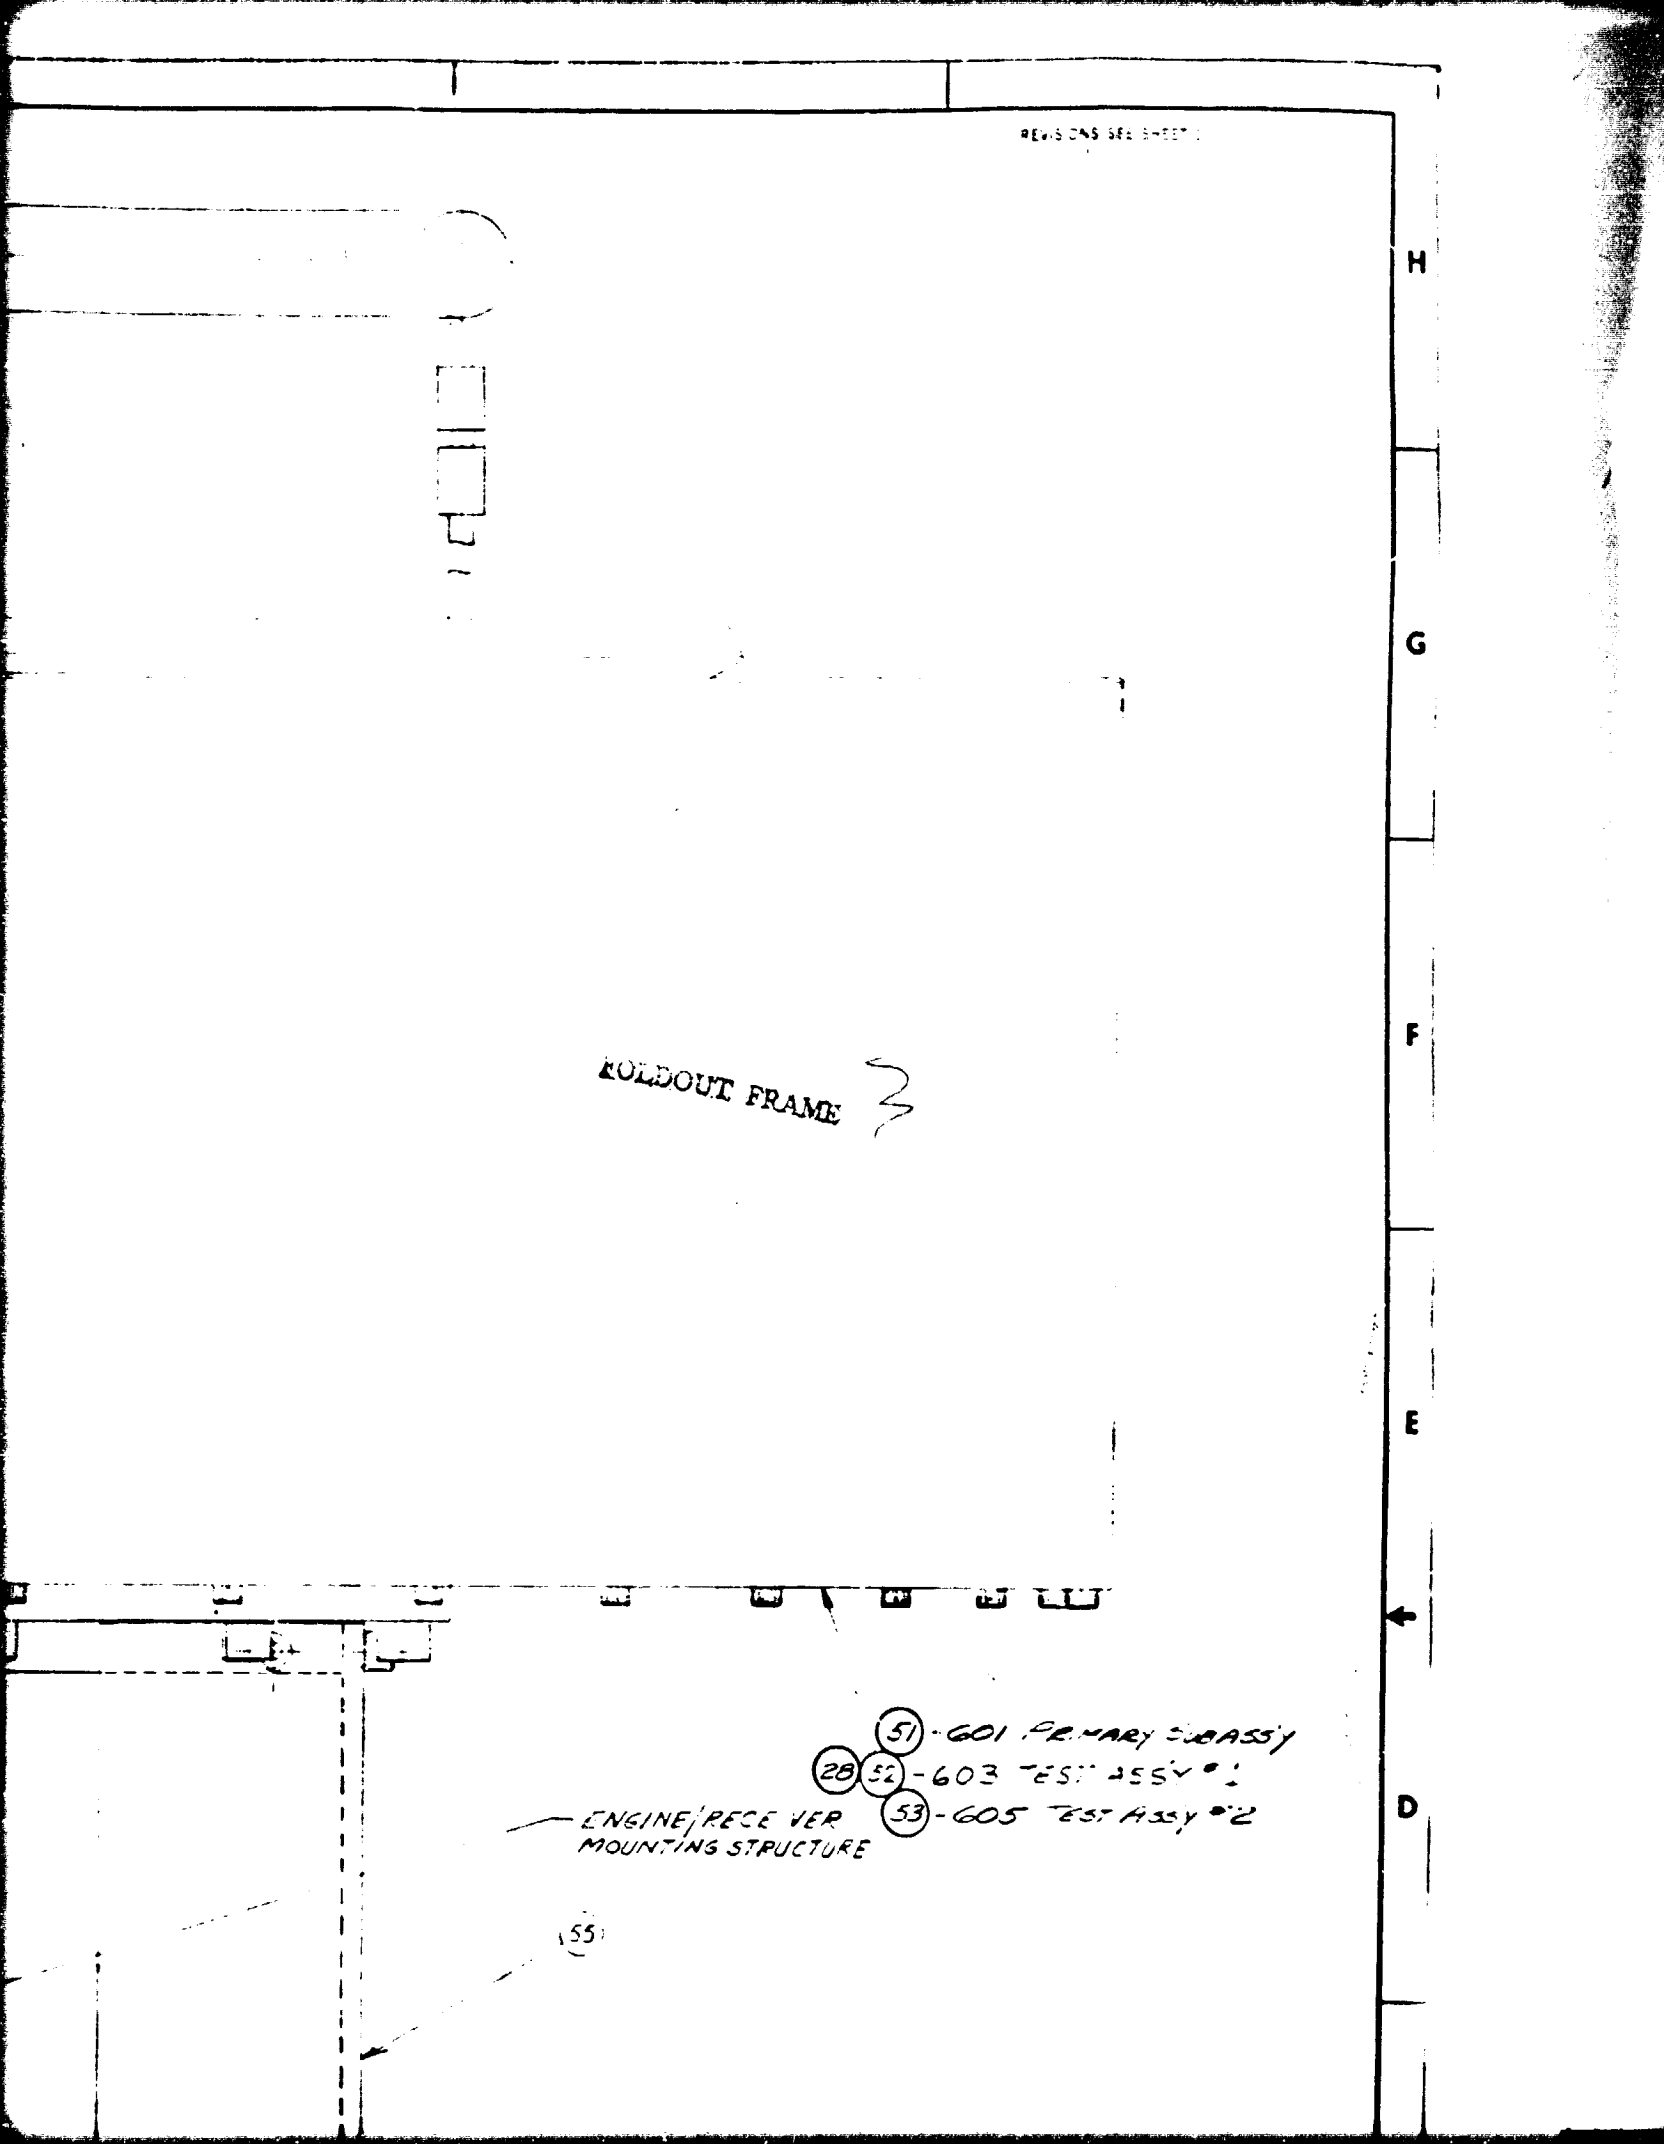 REVISIONS SEE SHEET
H
G
FOLDOUT FRAME 3
F
E
51 -601 PRIMARY SUBASSY
28 52 -603 TEST ASSY #1
53 -605 TEST ASSY #2
D
ENGINE/RECEIVER
MOUNTING STRUCTURE
55